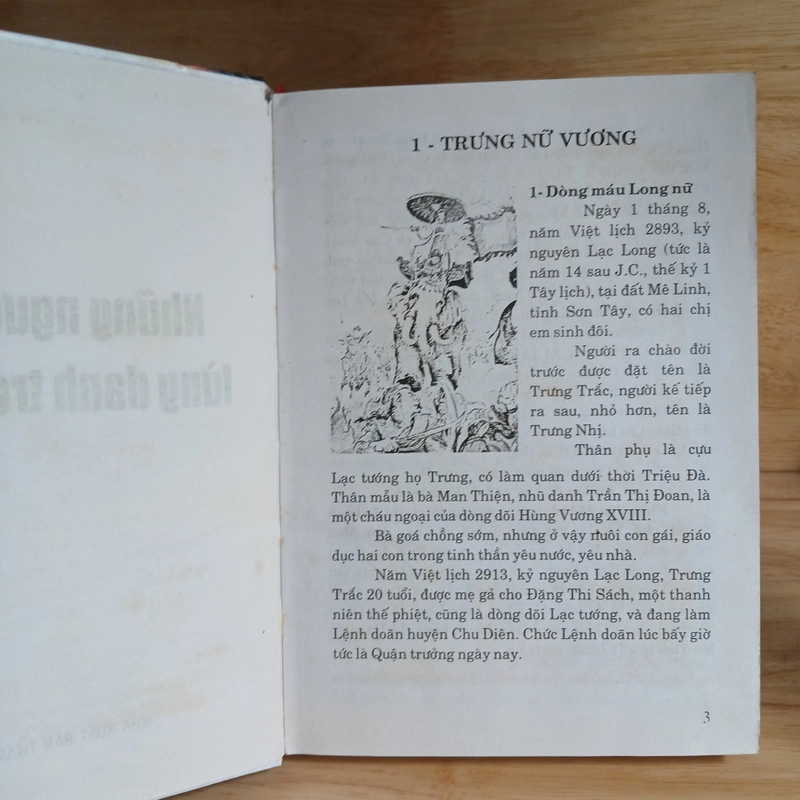 1 - TRƯNG NỮ VƯƠNG
1- Dòng máu Long nữ
Ngày 1 tháng 8,
năm Việt lịch 2893, kỷ
nguyên Lạc Long (tức là
năm 14 sau J.C., thế kỷ 1
Tây lịch), tại đất Mê Linh,
tỉnh Sơn Tây, có hai chị
em sinh đôi.
Người ra chào đời
trước được đặt tên là
Trưng Trắc, người kế tiếp
ra sau, nhỏ hơn, tên là
Trưng Nhị.
Thân phụ là cựu
Lạc tướng họ Trưng, có làm quan dưới thời Triệu Đà.
Thân mẫu là bà Man Thiện, nhũ danh Trần Thị Đoan, là
một cháu ngoại của dòng dõi Hùng Vương XVIII.
Bà goá chồng sớm, nhưng ở vậy nuôi con gái, giáo
dục hai con trong tinh thần yêu nước, yêu nhà.
Năm Việt lịch 2913, kỷ nguyên Lạc Long, Trưng
Trắc 20 tuổi, được mẹ gả cho Đặng Thi Sách, một thanh
niên thế phiệt, cũng là dòng dõi Lạc tướng, và đang làm
Lệnh doãn huyện Chu Diên. Chức Lệnh doãn lúc bấy giờ
tức là Quận trưởng ngày nay.
3